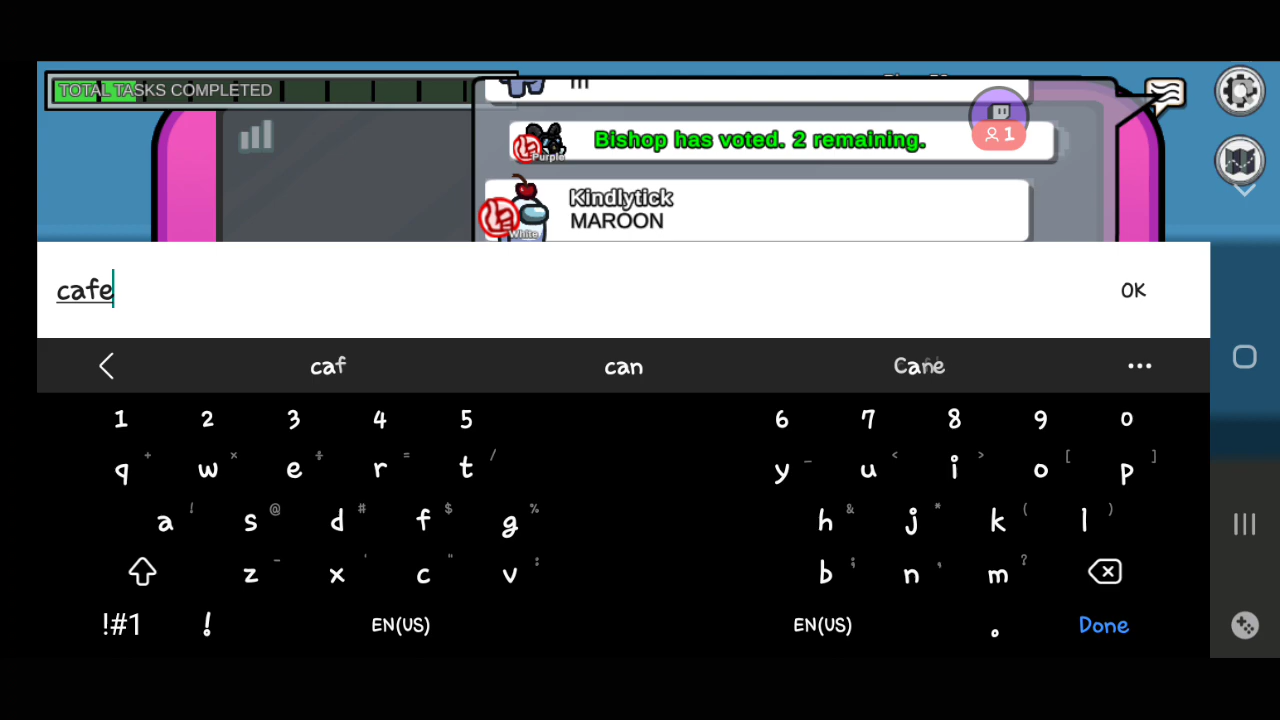 TOTAL TASKS COMPLETED
Purple
Bishop has voted. 2 remaining.
1
White
Kindlytick
MAROON
cafe
OK
caf
can
1 2 3 4 5 6 7 8 9 0
q + w × e ÷ r = t / y - u < i > o [ p ]
a ! s @ d # f $ g % h & j * k ( l )
z - x ' c " v : b ; n , m ?
!#1 ! EN(US) EN(US) . Done